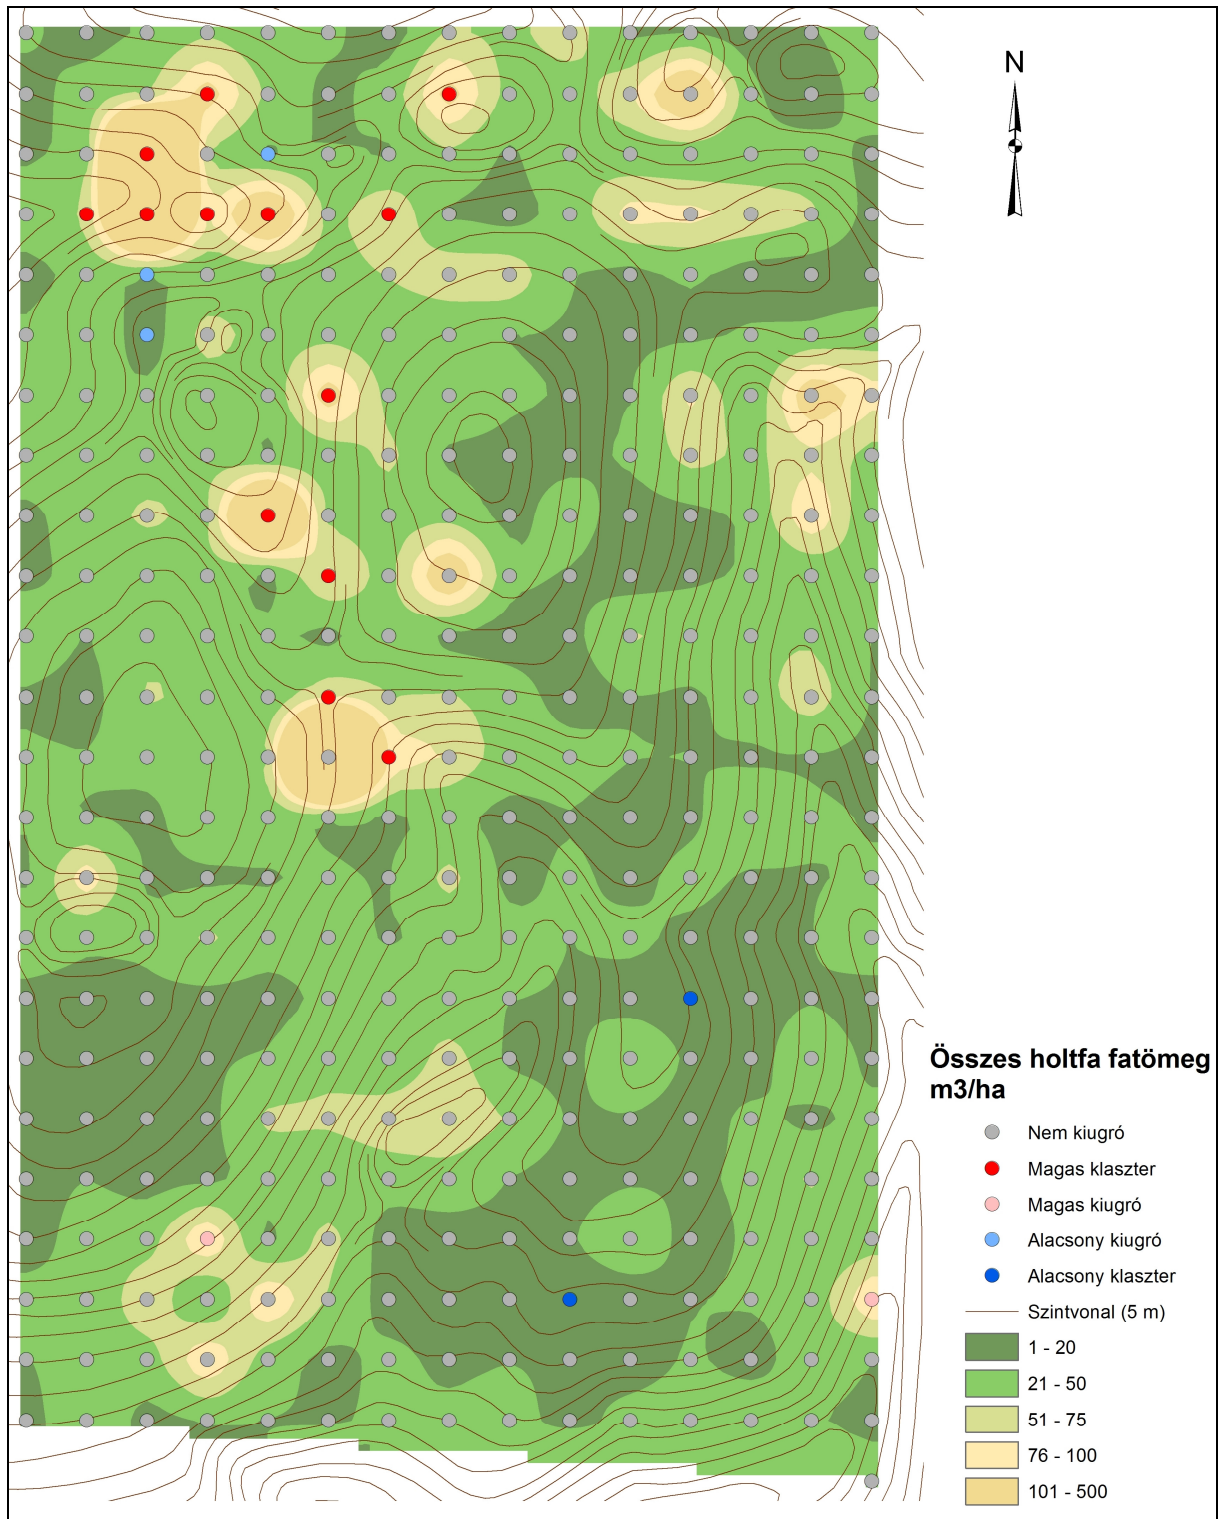 N
Összes holtfa fatömeg
m3/ha
Nem kiugró
Magas klaszter
Magas kiugró
Alacsony kiugró
Alacsony klaszter
Szintvonal (5 m)
1 - 20
21 - 50
51 - 75
76 - 100
101 - 500